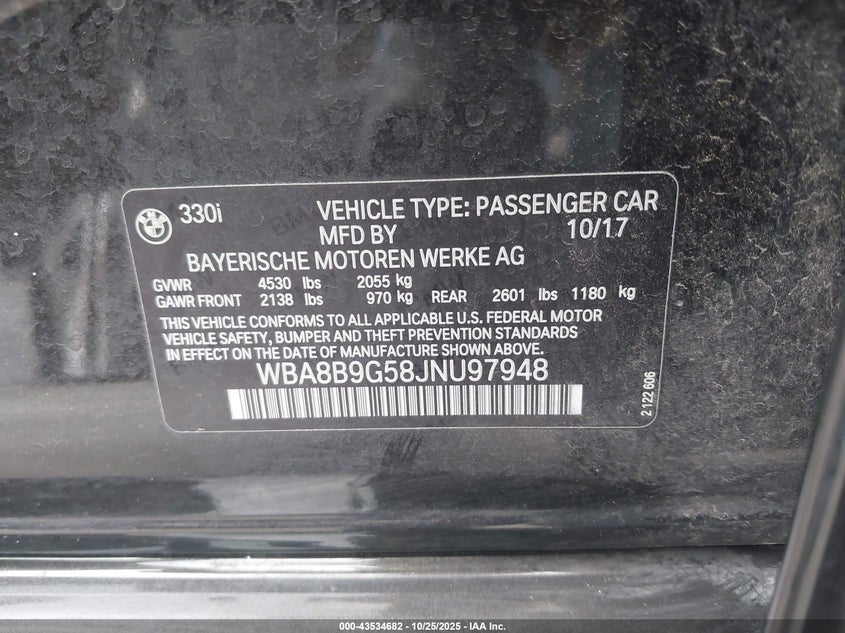 330i VEHICLE TYPE: PASSENGER CAR
MFD BY 10/17
BAYERISCHE MOTOREN WERKE AG
GVWR 4530 lbs 2055 kg
GAWR FRONT 2138 lbs 970 kg REAR 2601 lbs 1180 kg
THIS VEHICLE CONFORMS TO ALL APPLICABLE U.S. FEDERAL MOTOR
VEHICLE SAFETY, BUMPER AND THEFT PREVENTION STANDARDS
IN EFFECT ON THE DATE OF MANUFACTURE SHOWN ABOVE.
WBA8B9G58JNU97948
2 122 606
000-43534682 - 10/25/2025 - IAA Inc.